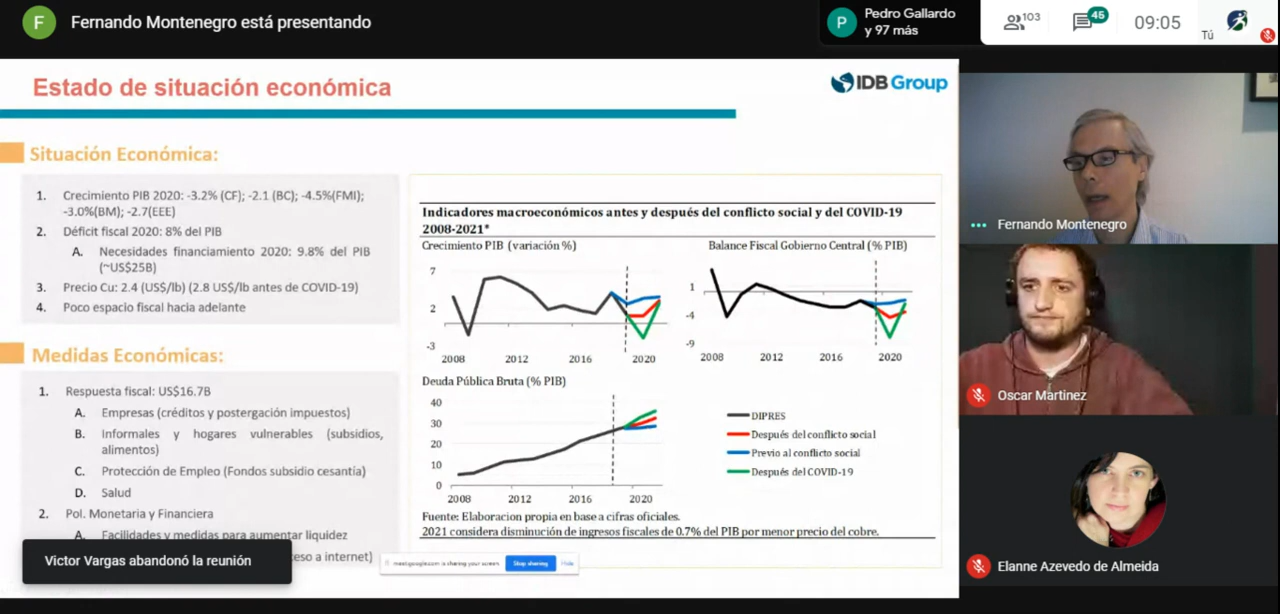 F
Fernando Montenegro está presentando
P
Pedro Gallardo
y 97 más
103
45
09:05
Tú
Estado de situación económica
IDB Group
Situación Económica:
1. Crecimiento PIB 2020: -3.2% (CF); -2.1 (BC); -4.5%(FMI);
-3.0%(BM); -2.7(EEE)
2. Déficit fiscal 2020: 8% del PIB
A. Necesidades financiamiento 2020: 9.8% del PIB
(~US$25B)
3. Precio Cu: 2.4 (US$/lb) (2.8 US$/lb antes de COVID-19)
4. Poco espacio fiscal hacia adelante
Medidas Económicas:
1. Respuesta fiscal: US$16.7B
A. Empresas (créditos y postergación impuestos)
B. Informales y hogares vulnerables (subsidios,
alimentos)
C. Protección de Empleo (Fondos subsidio cesantía)
D. Salud
2. Pol. Monetaria y Financiera
A. Facilidades y medidas para aumentar liquidez
eso a internet)
Victor Vargas abandonó la reunión
Indicadores macroeconómicos antes y después del conflicto social y del COVID-19
2008-2021*
Crecimiento PIB (variación %)
7
2
-3
2008 2012 2016 2020
Balance Fiscal Gobierno Central (% PIB)
1
-4
-9
2008 2012 2016 2020
Deuda Pública Bruta (% PIB)
40
30
20
10
0
2008 2012 2016 2020
DIPRES
Después del conflicto social
Previo al conflicto social
Después del COVID-19
Fuente: Elaboracion propia en base a cifras oficiales.
2021 considera disminución de ingresos fiscales de 0.7% del PIB por menor precio del cobre.
meet.google.com is sharing your screen.
Stop sharing
Hide
Fernando Montenegro
Oscar Martinez
Elanne Azevedo de Almeida